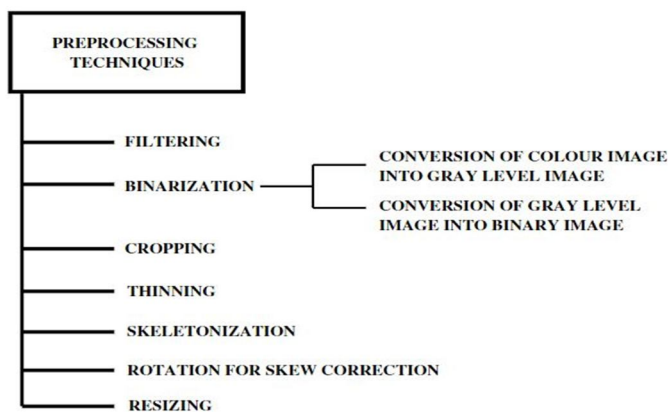 PREPROCESSING
TECHNIQUES
FILTERING
BINARIZATION
CONVERSION OF COLOUR IMAGE
INTO GRAY LEVEL IMAGE
CONVERSION OF GRAY LEVEL
IMAGE INTO BINARY IMAGE
CROPPING
THINNING
SKELETONIZATION
ROTATION FOR SKEW CORRECTION
RESIZING